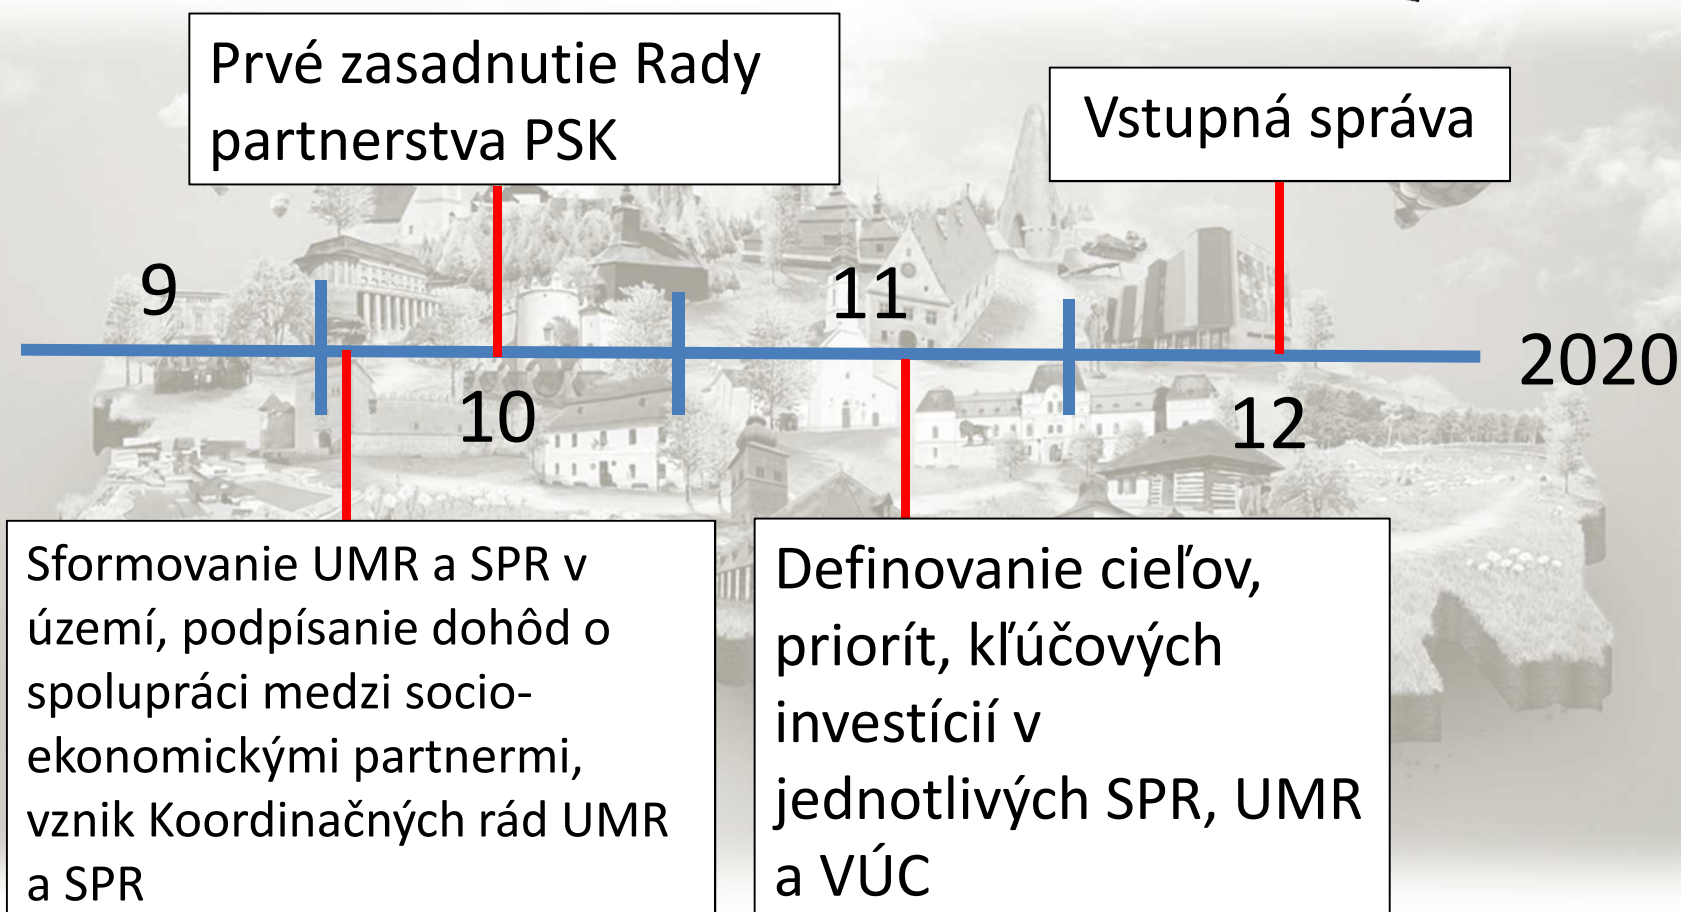 Prvé zasadnutie Rady
partnerstva PSK
Vstupná správa
9
11
2020
10
12
Sformovanie UMR a SPR v
území, podpísanie dohôd o
spolupráci medzi socio-
ekonomickými partnermi,
vznik Koordinačných rád UMR
a SPR
Definovanie cieľov,
priorít, kľúčových
investícií v
jednotlivých SPR, UMR
a VÚC